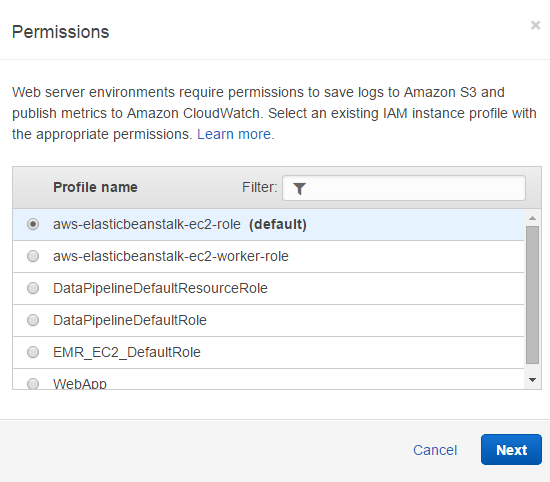 Permissions
×
Web server environments require permissions to save logs to Amazon S3 and
publish metrics to Amazon CloudWatch. Select an existing IAM instance profile with
the appropriate permissions. Learn more.
Profile name Filter:
aws-elasticbeanstalk-ec2-role (default)
aws-elasticbeanstalk-ec2-worker-role
DataPipelineDefaultResourceRole
DataPipelineDefaultRole
EMR_EC2_DefaultRole
WebApp
Cancel Next